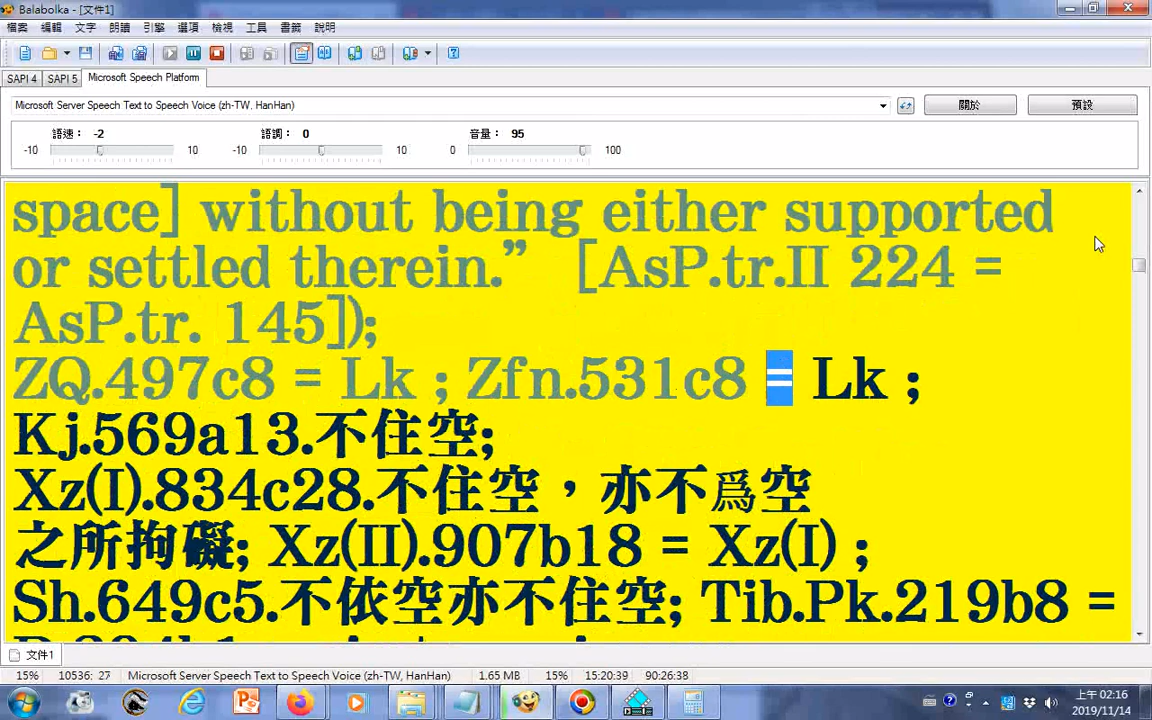 Balabolka - [文件1]
檔案 編輯 文字 朗讀 引擎 選項 檢視 工具 書籤 說明
SAPI 4 SAPI 5 Microsoft Speech Platform
Microsoft Server Speech Text to Speech Voice (zh-TW, HanHan) 關於 預設
語速： -2 語調： 0 音量： 95
-10 10 -10 10 0 100
space] without being either supported
or settled therein.” [AsP.tr.II 224 =
AsP.tr. 145]);
ZQ.497c8 = Lk ; Zfn.531c8 = Lk ;
Kj.569a13.不住空;
Xz(I).834c28.不住空，亦不爲空
之所拘礙; Xz(II).907b18 = Xz(I) ;
Sh.649c5.不依空亦不住空; Tib.Pk.219b8 =
文件1
15% 10536: 27 Microsoft Server Speech Text to Speech Voice (zh-TW, HanHan) 1.65 MB 15% 15:20:39 90:26:38
上午 02:16
2019/11/14